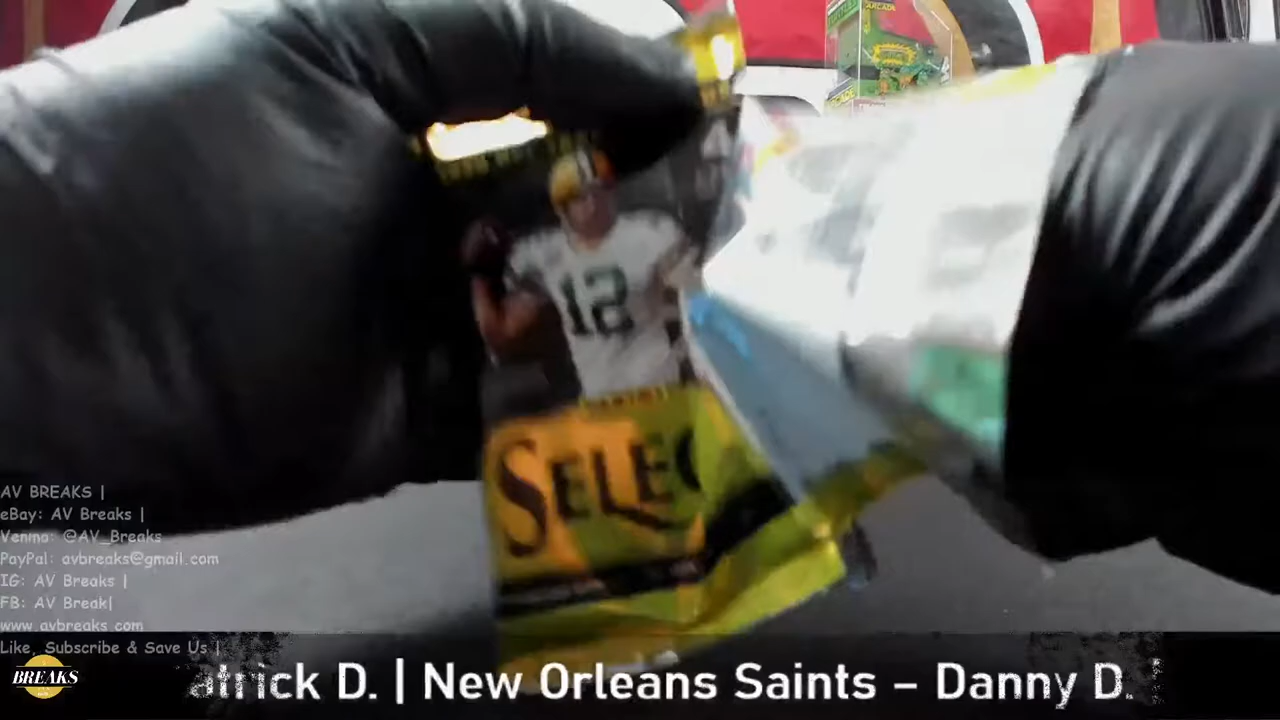 12
SELEC
AV BREAKS |
eBay: AV Breaks |
Venmo: @AV_Breaks
PayPal: avbreaks@gmail.com
IG: AV Breaks |
FB: AV Break|
www.avbreaks.com
Like, Subscribe & Save Us |
BREAKS
atrick D. | New Orleans Saints – Danny D.